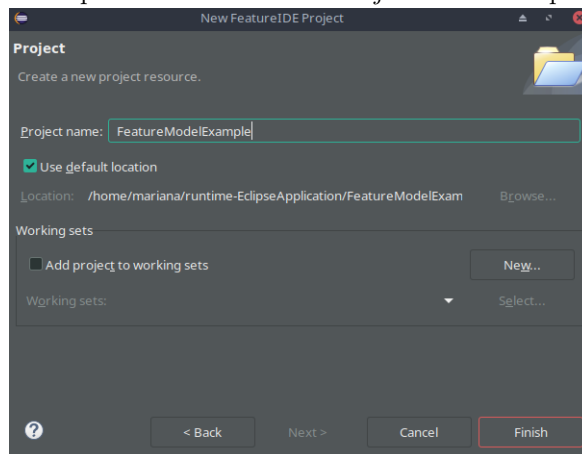 New FeatureIDE Project
Project
Create a new project resource.
Project name: FeatureModelExample
Use default location
Location: /home/mariana/runtime-EclipseApplication/FeatureModelExam Browse...
Working sets
Add project to working sets New...
Working sets: Select...
? < Back Next > Cancel Finish